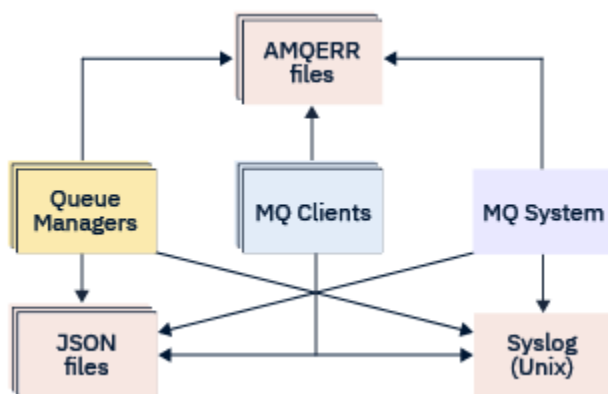 AMQERR
files
Queue
Managers
MQ Clients
MQ System
JSON
files
Syslog
(Unix)